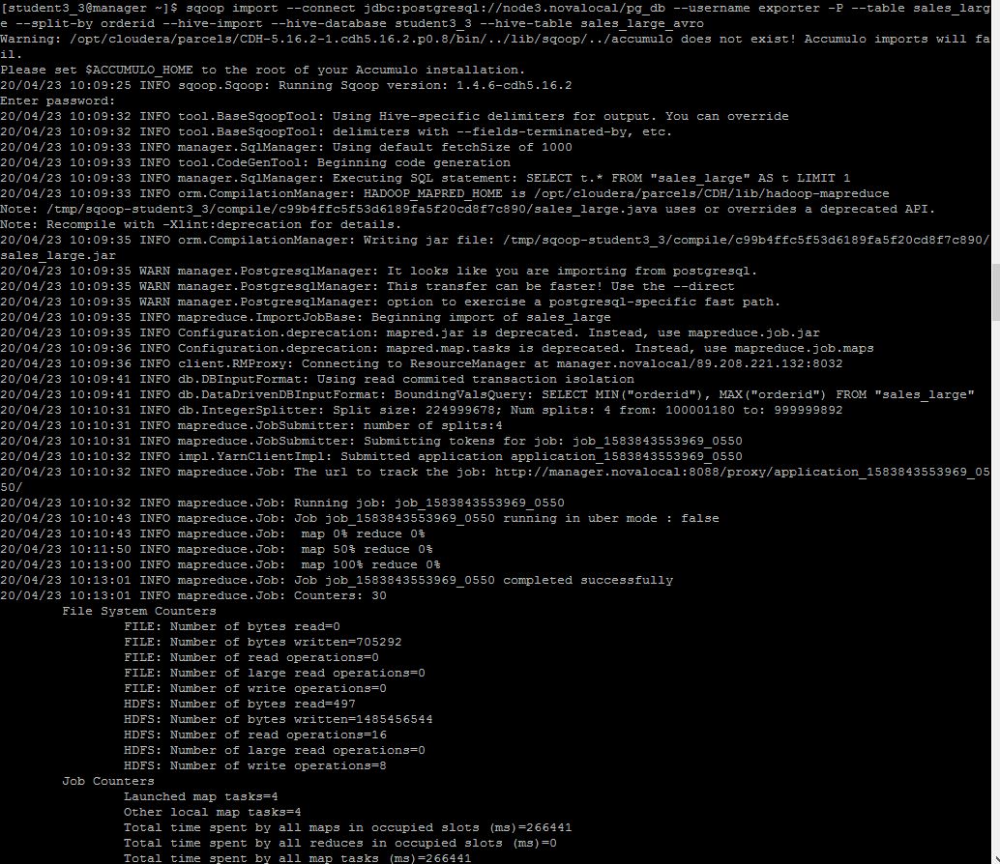 [student3_3@manager ~]$ sqoop import --connect jdbc:postgresql://node3.novalocal/pg_db --username exporter -P --table sales_larg
e --split-by orderid --hive-import --hive-database student3_3 --hive-table sales_large_avro
Warning: /opt/cloudera/parcels/CDH-5.16.2-1.cdh5.16.2.p0.8/bin/../lib/sqoop/../accumulo does not exist! Accumulo imports will fa
il.
Please set $ACCUMULO_HOME to the root of your Accumulo installation.
20/04/23 10:09:25 INFO sqoop.Sqoop: Running Sqoop version: 1.4.6-cdh5.16.2
Enter password:
20/04/23 10:09:32 INFO tool.BaseSqoopTool: Using Hive-specific delimiters for output. You can override
20/04/23 10:09:32 INFO tool.BaseSqoopTool: delimiters with --fields-terminated-by, etc.
20/04/23 10:09:33 INFO manager.SqlManager: Using default fetchSize of 1000
20/04/23 10:09:33 INFO tool.CodeGenTool: Beginning code generation
20/04/23 10:09:33 INFO manager.SqlManager: Executing SQL statement: SELECT t.* FROM "sales_large" AS t LIMIT 1
20/04/23 10:09:33 INFO orm.CompilationManager: HADOOP_MAPRED_HOME is /opt/cloudera/parcels/CDH/lib/hadoop-mapreduce
Note: /tmp/sqoop-student3_3/compile/c99b4ffc5f53d6189fa5f20cd8f7c890/sales_large.java uses or overrides a deprecated API.
Note: Recompile with -Xlint:deprecation for details.
20/04/23 10:09:35 INFO orm.CompilationManager: Writing jar file: /tmp/sqoop-student3_3/compile/c99b4ffc5f53d6189fa5f20cd8f7c890/
sales_large.jar
20/04/23 10:09:35 WARN manager.PostgresqlManager: It looks like you are importing from postgresql.
20/04/23 10:09:35 WARN manager.PostgresqlManager: This transfer can be faster! Use the --direct
20/04/23 10:09:35 WARN manager.PostgresqlManager: option to exercise a postgresql-specific fast path.
20/04/23 10:09:35 INFO mapreduce.ImportJobBase: Beginning import of sales_large
20/04/23 10:09:35 INFO Configuration.deprecation: mapred.jar is deprecated. Instead, use mapreduce.job.jar
20/04/23 10:09:36 INFO Configuration.deprecation: mapred.map.tasks is deprecated. Instead, use mapreduce.job.maps
20/04/23 10:09:36 INFO client.RMProxy: Connecting to ResourceManager at manager.novalocal/89.208.221.132:8032
20/04/23 10:09:41 INFO db.DBInputFormat: Using read commited transaction isolation
20/04/23 10:09:41 INFO db.DataDrivenDBInputFormat: BoundingValsQuery: SELECT MIN("orderid"), MAX("orderid") FROM "sales_large"
20/04/23 10:10:31 INFO db.IntegerSplitter: Split size: 224999678; Num splits: 4 from: 100001180 to: 999999892
20/04/23 10:10:31 INFO mapreduce.JobSubmitter: number of splits:4
20/04/23 10:10:31 INFO mapreduce.JobSubmitter: Submitting tokens for job: job_1583843553969_0550
20/04/23 10:10:32 INFO impl.YarnClientImpl: Submitted application application_1583843553969_0550
20/04/23 10:10:32 INFO mapreduce.Job: The url to track the job: http://manager.novalocal:8088/proxy/application_1583843553969_05
50/
20/04/23 10:10:32 INFO mapreduce.Job: Running job: job_1583843553969_0550
20/04/23 10:10:43 INFO mapreduce.Job: Job job_1583843553969_0550 running in uber mode : false
20/04/23 10:10:43 INFO mapreduce.Job:  map 0% reduce 0%
20/04/23 10:11:50 INFO mapreduce.Job:  map 50% reduce 0%
20/04/23 10:13:00 INFO mapreduce.Job:  map 100% reduce 0%
20/04/23 10:13:01 INFO mapreduce.Job: Job job_1583843553969_0550 completed successfully
20/04/23 10:13:01 INFO mapreduce.Job: Counters: 30
File System Counters
FILE: Number of bytes read=0
FILE: Number of bytes written=705292
FILE: Number of read operations=0
FILE: Number of large read operations=0
FILE: Number of write operations=0
HDFS: Number of bytes read=497
HDFS: Number of bytes written=1485456544
HDFS: Number of read operations=16
HDFS: Number of large read operations=0
HDFS: Number of write operations=8
Job Counters
Launched map tasks=4
Other local map tasks=4
Total time spent by all maps in occupied slots (ms)=266441
Total time spent by all reduces in occupied slots (ms)=0
Total time spent by all map tasks (ms)=266441